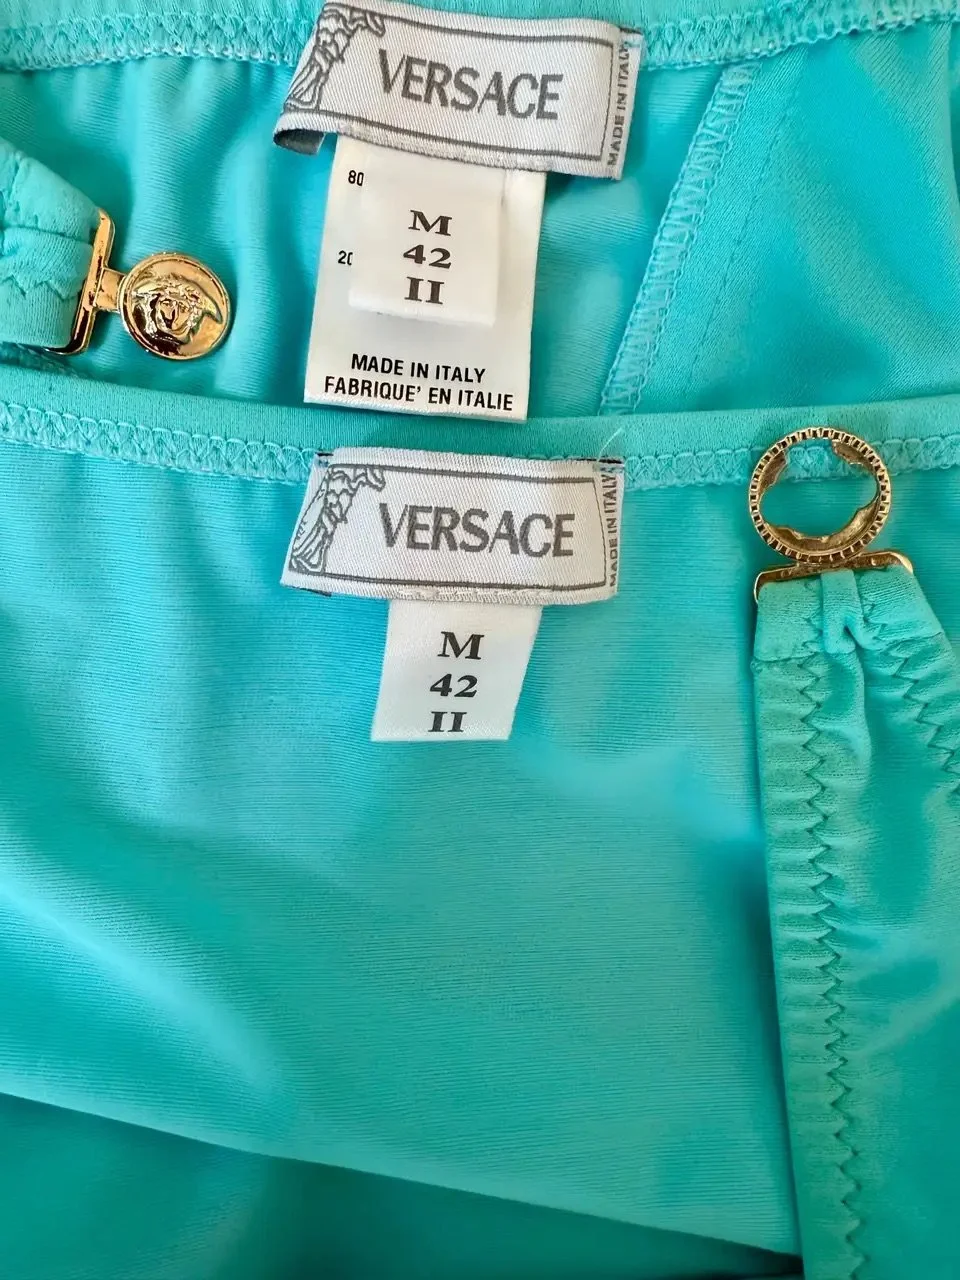 VERSACE
MADE IN ITALY
80
M
42
20
II
MADE IN ITALY
FABRIQUE' EN ITALIE
VERSACE
MADE IN ITALY
M
42
II